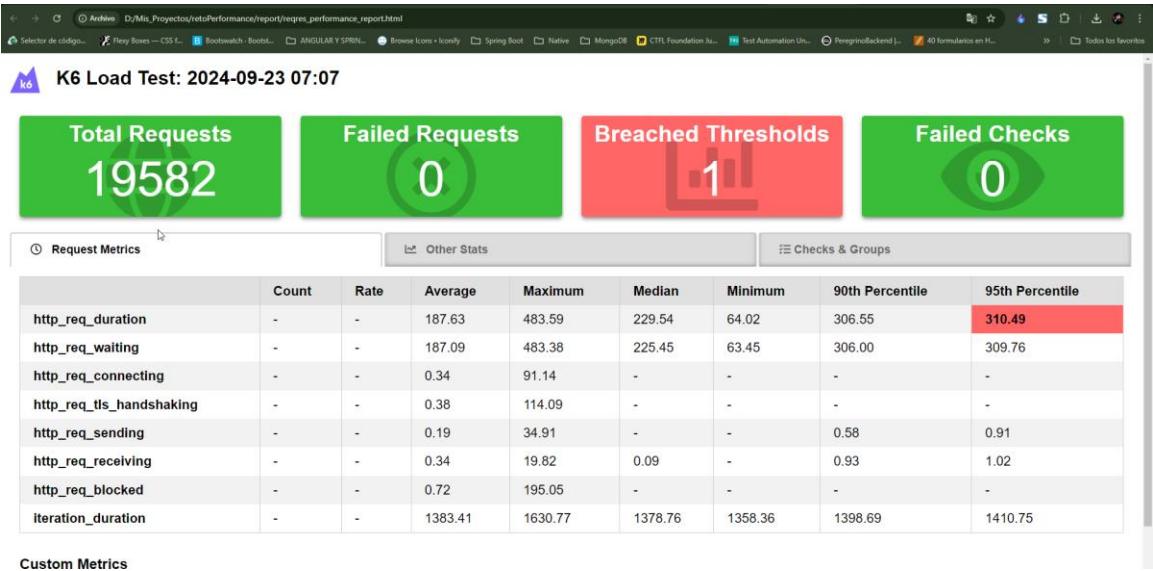 Archivo D:/Mis_Proyectos/retoPerformance/report/reqres_performance_report.html
Selector de código... Flexy Boxes — CSS f... Bootswatch - Bootst... ANGULAR Y SPRIN... Browse Icons • Iconify Spring Boot Native MongoDB CTFL Foundation Ju... Test Automation Un... PeregrinoBackend |... 40 formularios en H... » Todos los favoritos
k6 K6 Load Test: 2024-09-23 07:07
Total Requests Failed Requests Breached Thresholds Failed Checks
19582 0 1 0
Request Metrics Other Stats Checks & Groups
Count Rate Average Maximum Median Minimum 90th Percentile 95th Percentile
http_req_duration - - 187.63 483.59 229.54 64.02 306.55 310.49
http_req_waiting - - 187.09 483.38 225.45 63.45 306.00 309.76
http_req_connecting - - 0.34 91.14 - - - -
http_req_tls_handshaking - - 0.38 114.09 - - - -
http_req_sending - - 0.19 34.91 - - 0.58 0.91
http_req_receiving - - 0.34 19.82 0.09 - 0.93 1.02
http_req_blocked - - 0.72 195.05 - - - -
iteration_duration - - 1383.41 1630.77 1378.76 1358.36 1398.69 1410.75
Custom Metrics